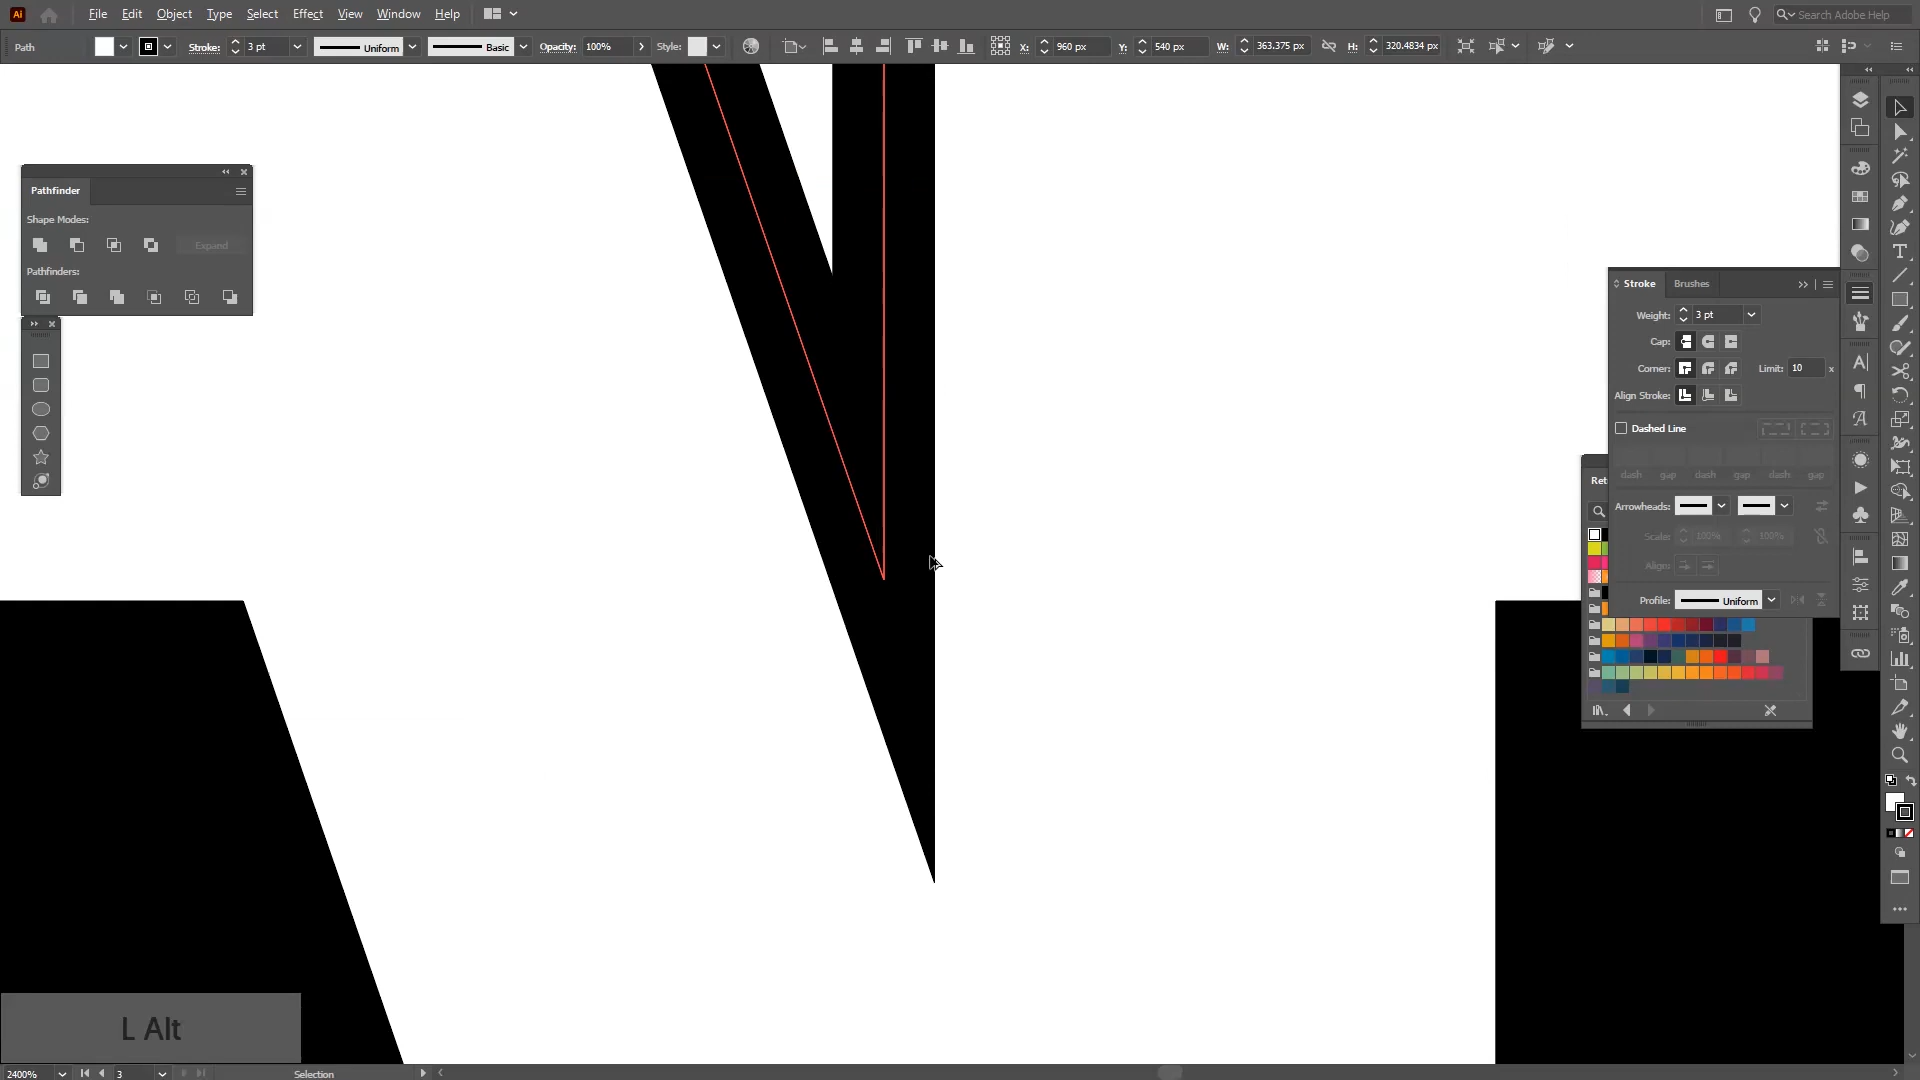 Ai File Edit Object Type Select Effect View Window Help Search Adobe Help
Path Stroke: 3 pt Uniform Basic Opacity: 100% Style: X: 960 px Y: 540 px W: 363.375 px H: 320.4834 px
Pathfinder
Shape Modes:
Expand
Pathfinders:
Stroke Brushes
Weight: 3 pt
Cap:
Corner: Limit: 10 x
Align Stroke:
Dashed Line
dash gap dash gap dash gap
Ret
Arrowheads:
Scale: 100% 100%
Align:
Profile: Uniform
L Alt
2400% 3 Selection